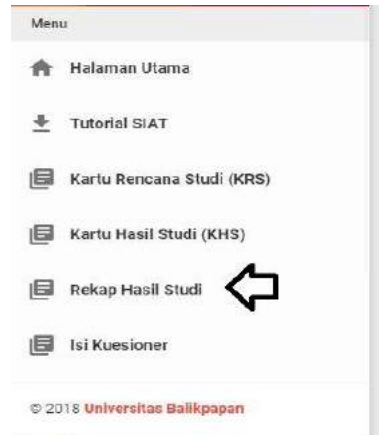 Menu
Halaman Utama
Tutorial SIAT
Kartu Rencana Studi (KRS)
Kartu Hasil Studi (KHS)
Rekap Hasil Studi
Isi Kuesioner
© 2018 Universitas Balikpapan